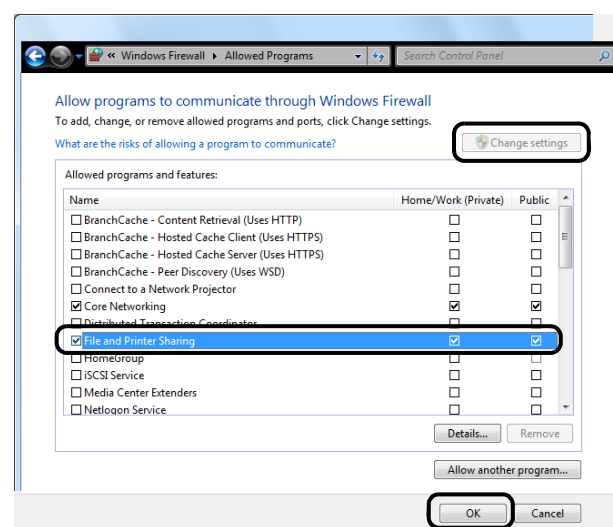 « Windows Firewall ▸ Allowed Programs Search Control Panel
Allow programs to communicate through Windows Firewall
To add, change, or remove allowed programs and ports, click Change settings.
What are the risks of allowing a program to communicate? Change settings
Allowed programs and features:
Name Home/Work (Private) Public
BranchCache - Content Retrieval (Uses HTTP)
BranchCache - Hosted Cache Client (Uses HTTPS)
BranchCache - Hosted Cache Server (Uses HTTPS)
BranchCache - Peer Discovery (Uses WSD)
Connect to a Network Projector
Core Networking
Distributed Transaction Coordinator
File and Printer Sharing
HomeGroup
iSCSI Service
Media Center Extenders
Netlogon Service
Details... Remove
Allow another program...
OK Cancel